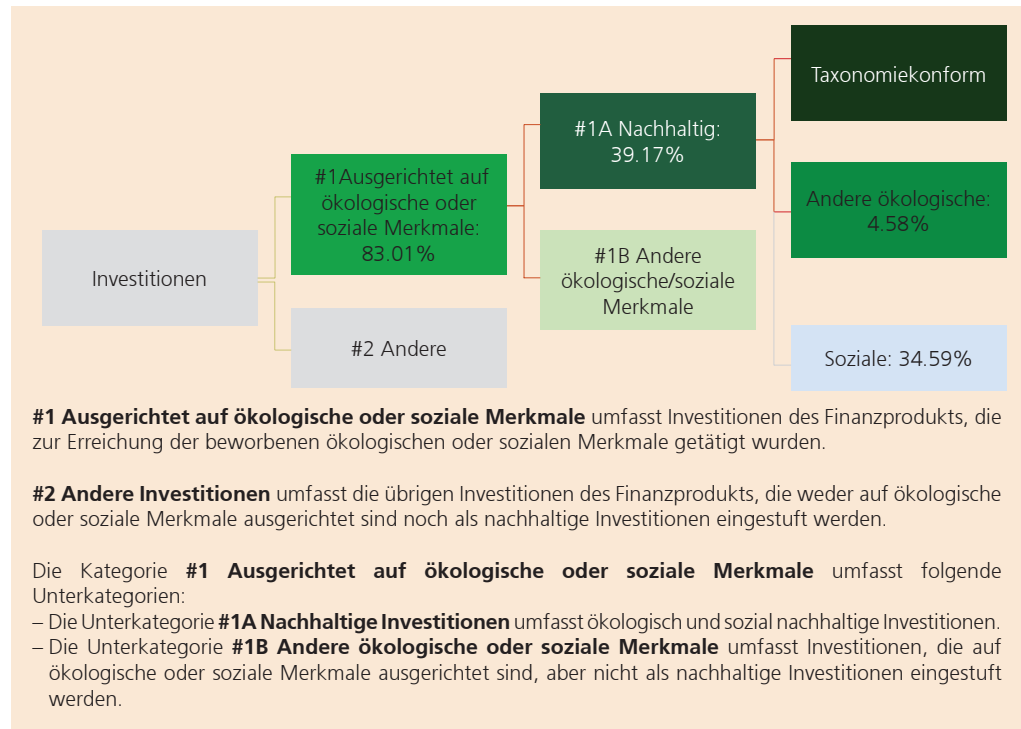 Investitionen
#1Ausgerichtet auf
ökologische oder
soziale Merkmale:
83.01%
#2 Andere
#1A Nachhaltig:
39.17%
#1B Andere
ökologische/soziale
Merkmale
Taxonomiekonform
Andere ökologische:
4.58%
Soziale: 34.59%
#1 Ausgerichtet auf ökologische oder soziale Merkmale umfasst Investitionen des Finanzprodukts, die
zur Erreichung der beworbenen ökologischen oder sozialen Merkmale getätigt wurden.
#2 Andere Investitionen umfasst die übrigen Investitionen des Finanzprodukts, die weder auf ökologische
oder soziale Merkmale ausgerichtet sind noch als nachhaltige Investitionen eingestuft werden.
Die Kategorie #1 Ausgerichtet auf ökologische oder soziale Merkmale umfasst folgende
Unterkategorien:
– Die Unterkategorie #1A Nachhaltige Investitionen umfasst ökologisch und sozial nachhaltige Investitionen.
– Die Unterkategorie #1B Andere ökologische oder soziale Merkmale umfasst Investitionen, die auf
ökologische oder soziale Merkmale ausgerichtet sind, aber nicht als nachhaltige Investitionen eingestuft
werden.